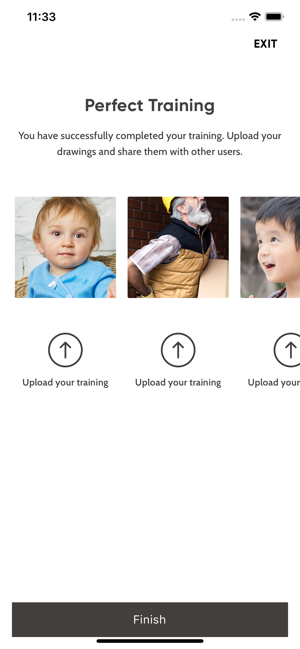 11:33
EXIT
Perfect Training
You have successfully completed your training. Upload your
drawings and share them with other users.
Upload your training
Upload your training
Upload your
Finish